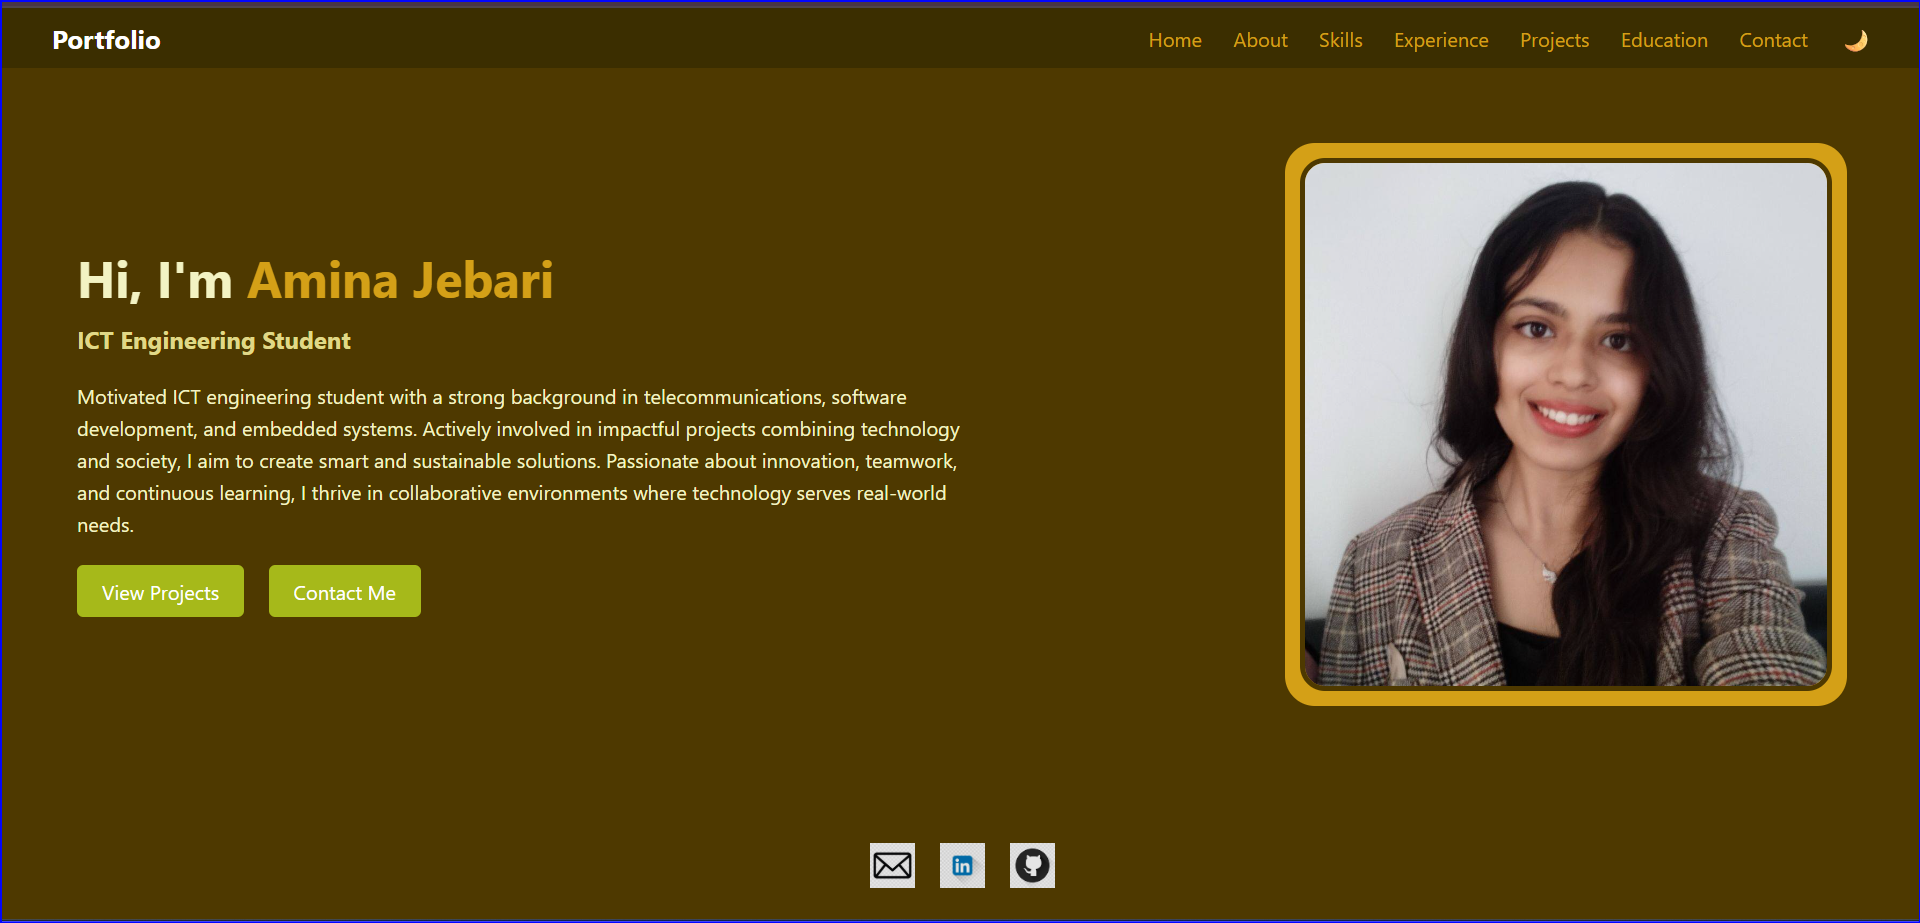 Portfolio
Home About Skills Experience Projects Education Contact
Hi, I'm Amina Jebari
ICT Engineering Student
Motivated ICT engineering student with a strong background in telecommunications, software
development, and embedded systems. Actively involved in impactful projects combining technology
and society, I aim to create smart and sustainable solutions. Passionate about innovation, teamwork,
and continuous learning, I thrive in collaborative environments where technology serves real-world
needs.
View Projects Contact Me
in